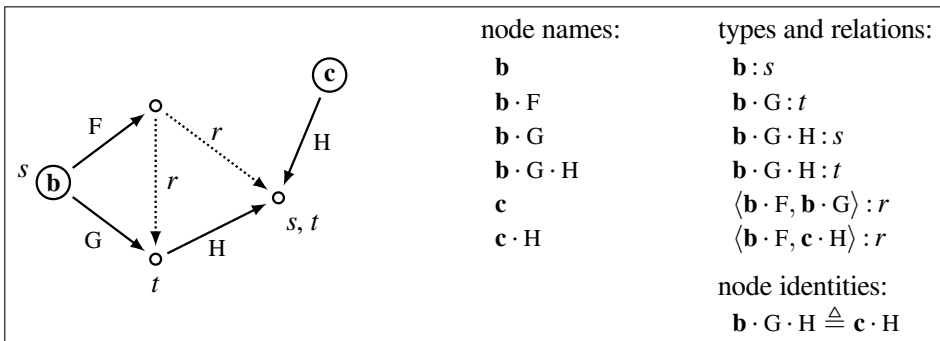 c
F
r
H
s
b
r
G
H
s, t
t
node names:
b
b · F
b · G
b · G · H
c
c · H
types and relations:
b : s
b · G : t
b · G · H : s
b · G · H : t
⟨b · F, b · G⟩ : r
⟨b · F, c · H⟩ : r
node identities:
b · G · H ≜ c · H